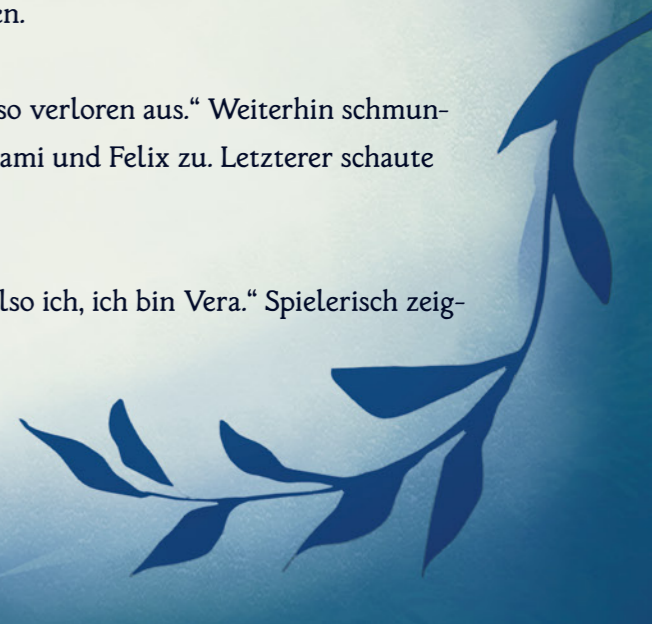 en.
so verloren aus.“ Weiterhin schmun-
ami und Felix zu. Letzterer schaute
lso ich, ich bin Vera.“ Spielerisch zeig-